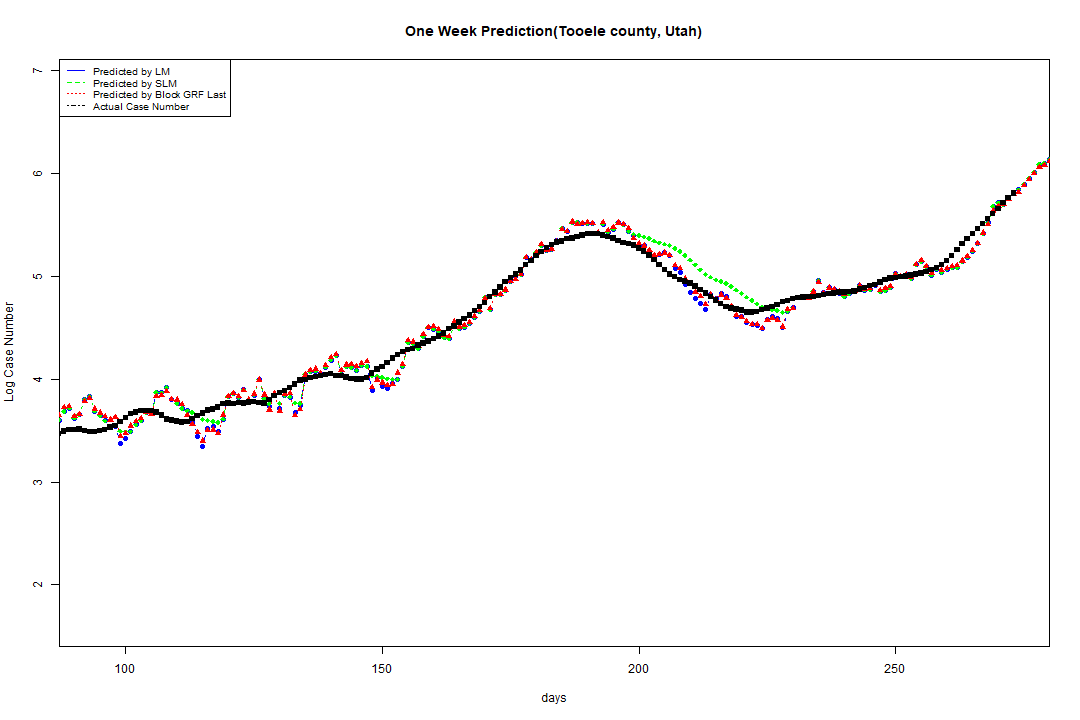 One Week Prediction(Tooele county, Utah)
Predicted by LM
Predicted by SLM
Predicted by Block GRF Last
Actual Case Number
7
6
5
4
3
2
Log Case Number
100 150 200 250
days